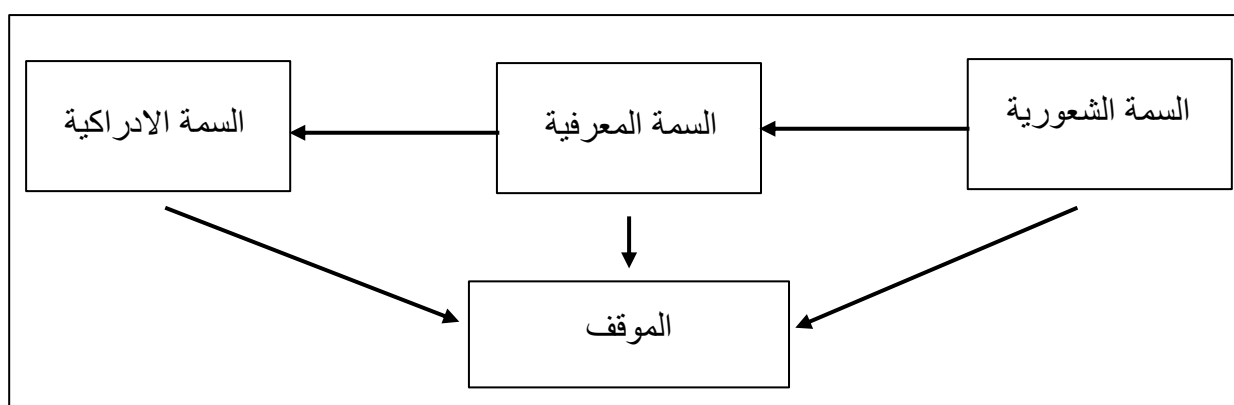 السمة الشعورية
السمة المعرفية
السمة الادراكية
الموقف